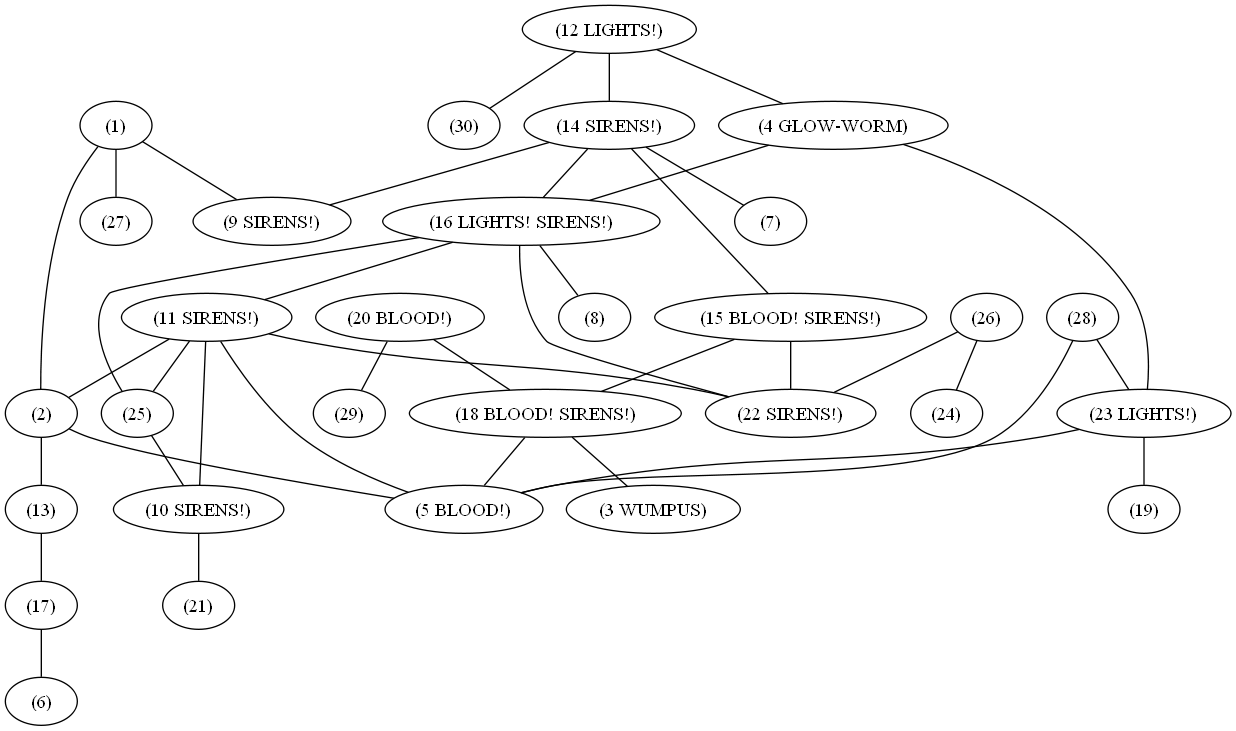 (12 LIGHTS!)
(1)
(30)
(14 SIRENS!)
(4 GLOW-WORM)
(27)
(9 SIRENS!)
(16 LIGHTS! SIRENS!)
(7)
(11 SIRENS!)
(20 BLOOD!)
(8)
(15 BLOOD! SIRENS!)
(26)
(28)
(2)
(25)
(29)
(18 BLOOD! SIRENS!)
(22 SIRENS!)
(24)
(23 LIGHTS!)
(13)
(10 SIRENS!)
(5 BLOOD!)
(3 WUMPUS)
(19)
(17)
(21)
(6)